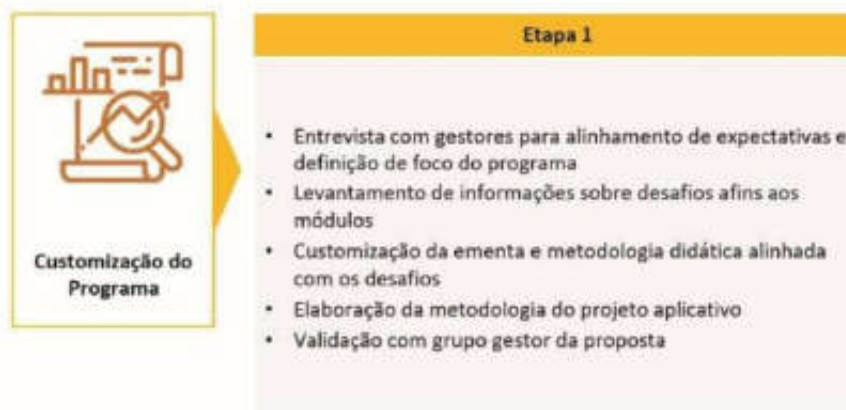 Etapa 1
Customização do
Programa
• Entrevista com gestores para alinhamento de expectativas e
definição de foco do programa
• Levantamento de informações sobre desafios afins aos
módulos
• Customização da ementa e metodologia didática alinhada
com os desafios
• Elaboração da metodologia do projeto aplicativo
• Validação com grupo gestor da proposta